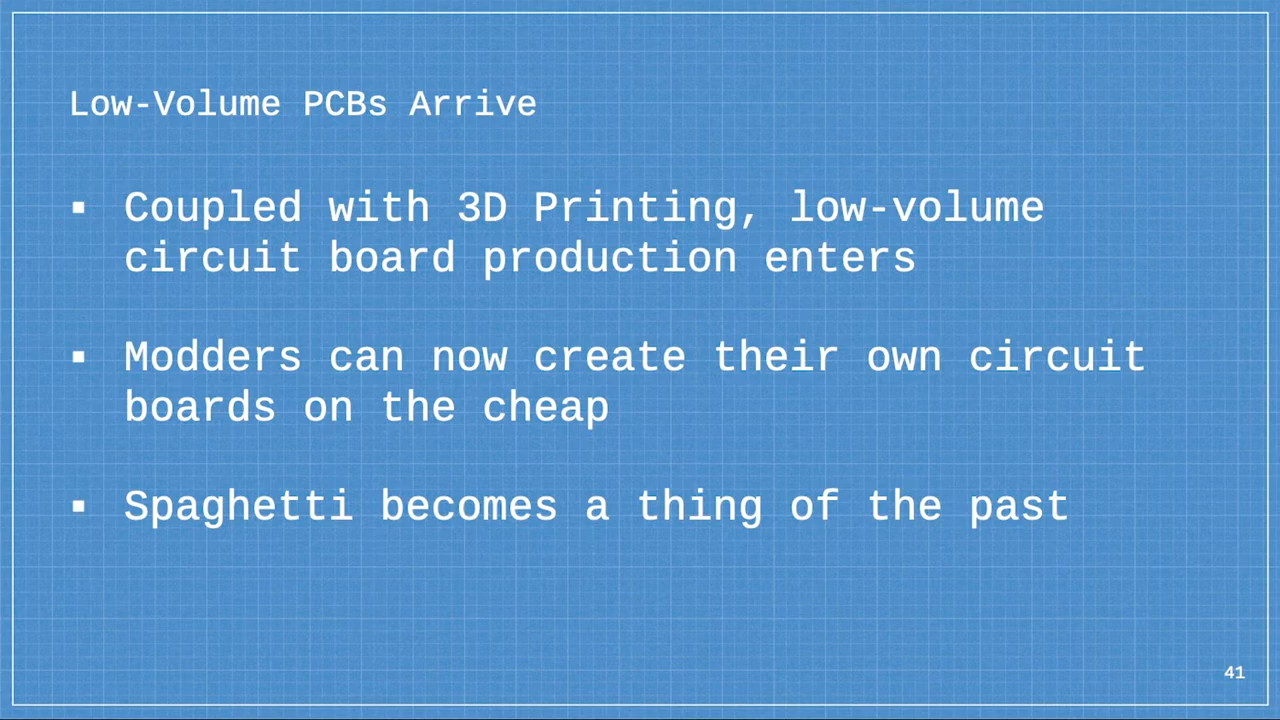 Low-Volume PCBs Arrive
▪ Coupled with 3D Printing, low-volume
circuit board production enters
▪ Modders can now create their own circuit
boards on the cheap
▪ Spaghetti becomes a thing of the past
41